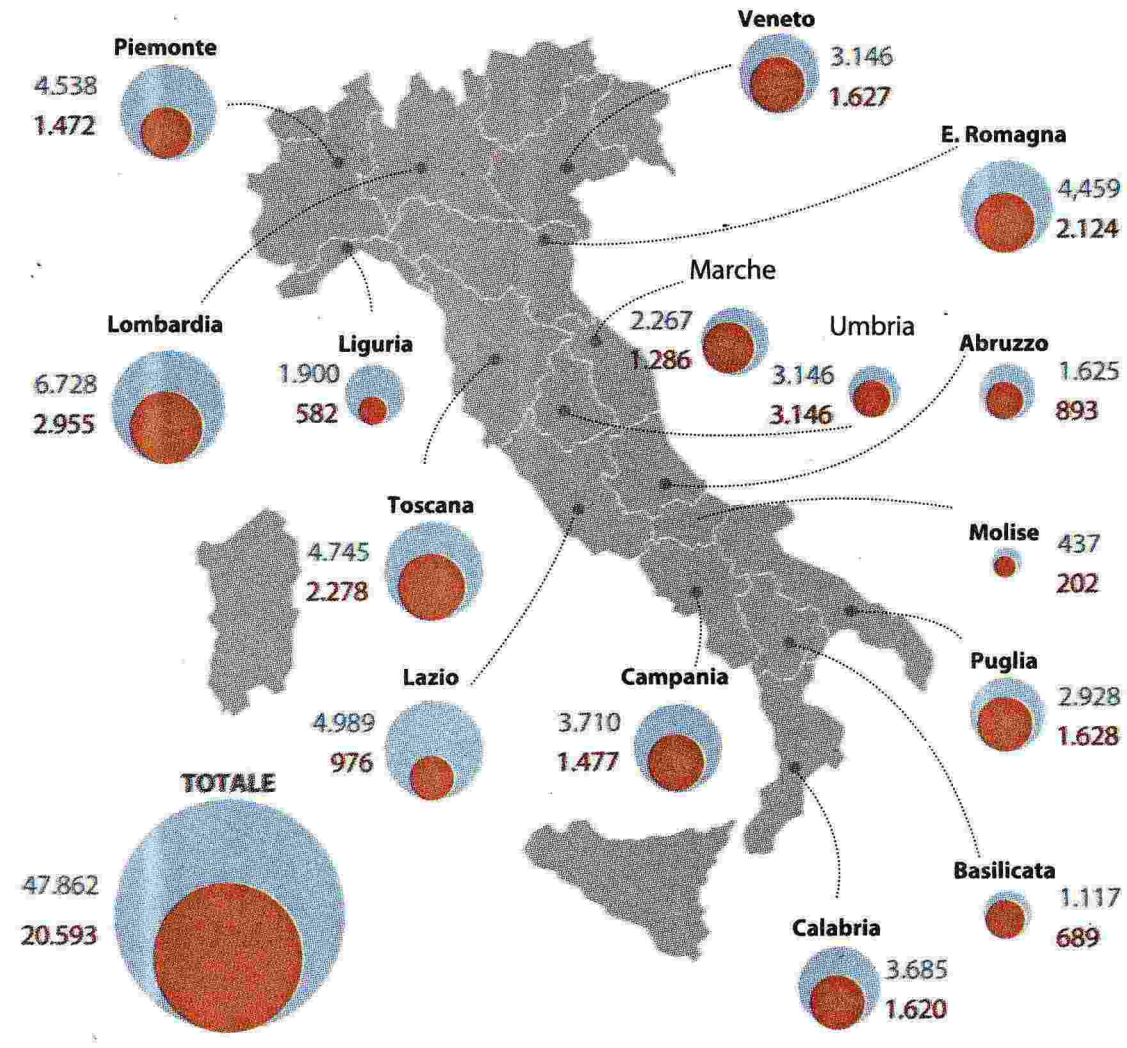 Piemonte
4.538
1.472
Veneto
3.146
1.627
E. Romagna
4,459
2.124
Marche
2.267
1.286
Umbria
3.146
3.146
Abruzzo
1.625
893
Lombardia
6.728
2.955
Liguria
1.900
582
Toscana
4.745
2.278
Molise
437
202
Lazio
4.989
976
Campania
3.710
1.477
Puglia
2.928
1.628
TOTALE
47.862
20.593
Basilicata
1.117
689
Calabria
3.685
1.620